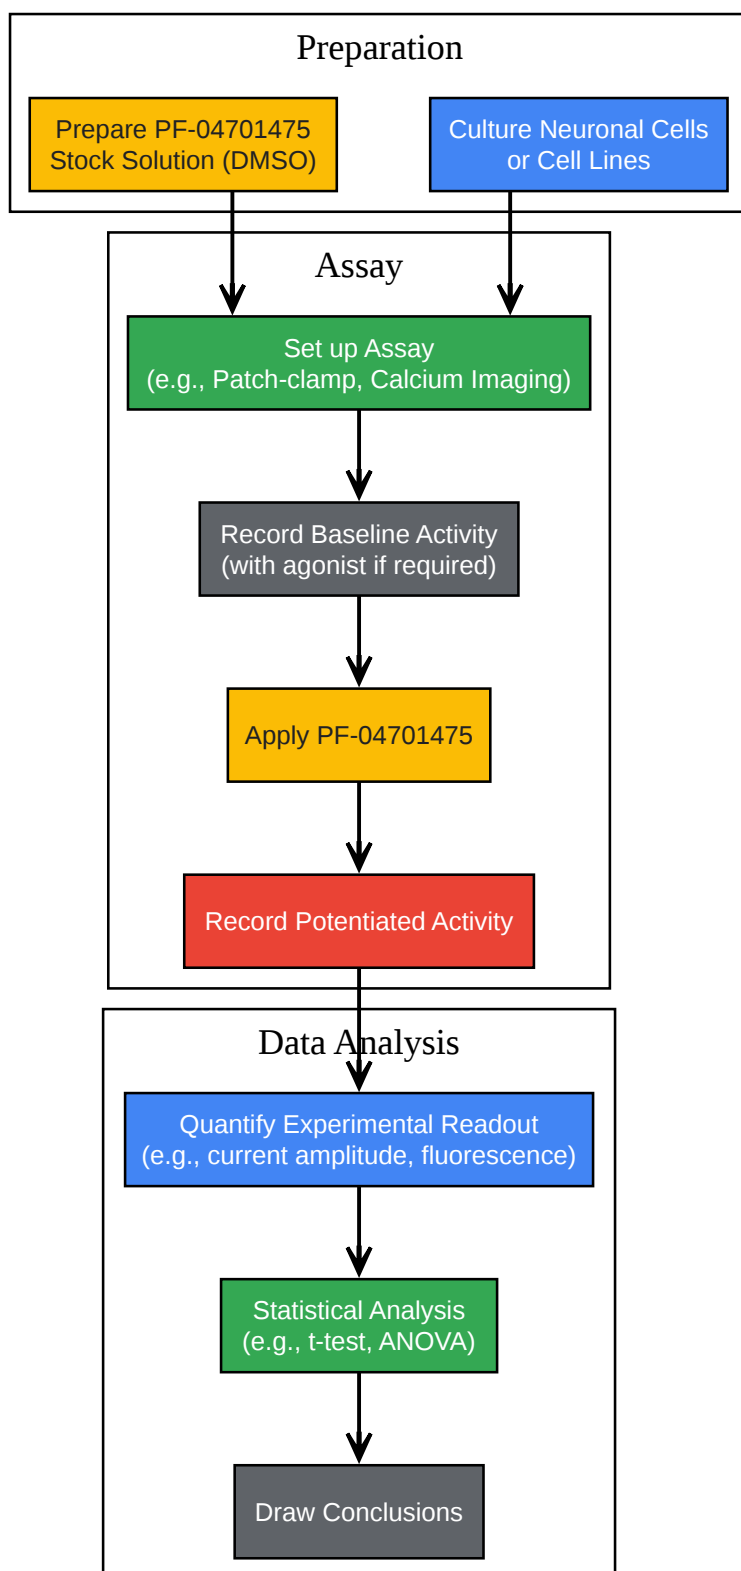 Preparation
Prepare PF-04701475
Stock Solution (DMSO)
Culture Neuronal Cells
or Cell Lines
Assay
Set up Assay
(e.g., Patch-clamp, Calcium Imaging)
Record Baseline Activity
(with agonist if required)
Apply PF-04701475
Record Potentiated Activity
Data Analysis
Quantify Experimental Readout
(e.g., current amplitude, fluorescence)
Statistical Analysis
(e.g., t-test, ANOVA)
Draw Conclusions